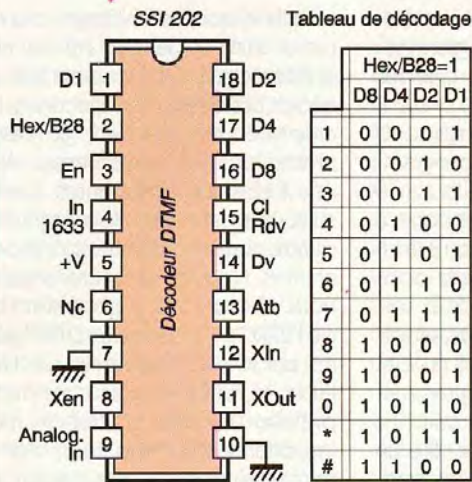 SSI 202
Tableau de décodage
Décodeur DTMF
D1 1
Hex/B28 2
En 3
In 1633 4
+V 5
Nc 6
7
Xen 8
Analog. In 9
18 D2
17 D4
16 D8
15 Cl Rdv
14 Dv
13 Atb
12 XIn
11 XOut
10
Hex/B28=1
D8 D4 D2 D1
1 0 0 0 1
2 0 0 1 0
3 0 0 1 1
4 0 1 0 0
5 0 1 0 1
6 0 1 1 0
7 0 1 1 1
8 1 0 0 0
9 1 0 0 1
0 1 0 1 0
* 1 0 1 1
# 1 1 0 0